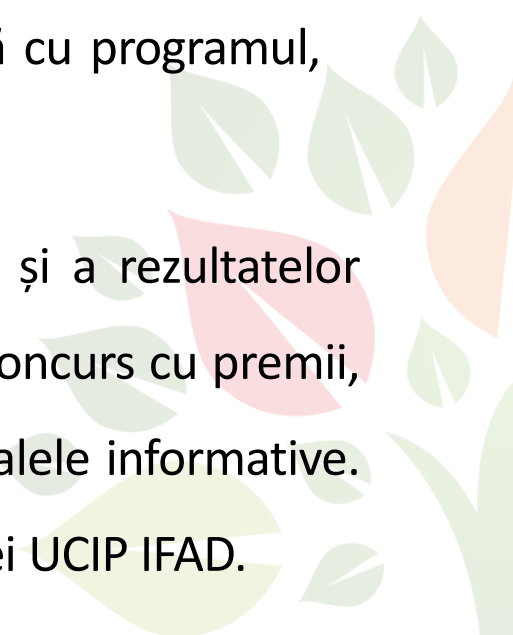 cu programul,
și a rezultatelor
oncurs cu premii,
alele informative.
ei UCIP IFAD.